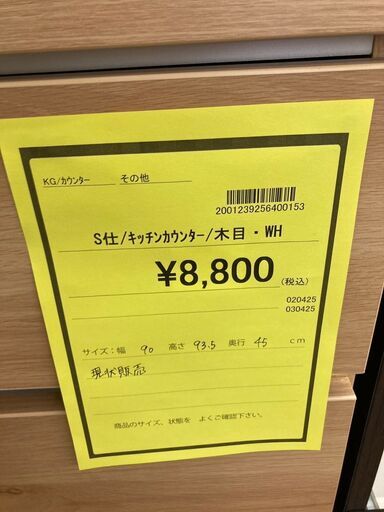 KG/カウンター その他
2001239256400153
S仕/キッチンカウンター/木目・WH
¥8,800(税込)
020425
030425
サイズ:幅 90 高さ 93.5 奥行 45 cm
現状販売
商品のサイズ、状態を よくご確認下さい。